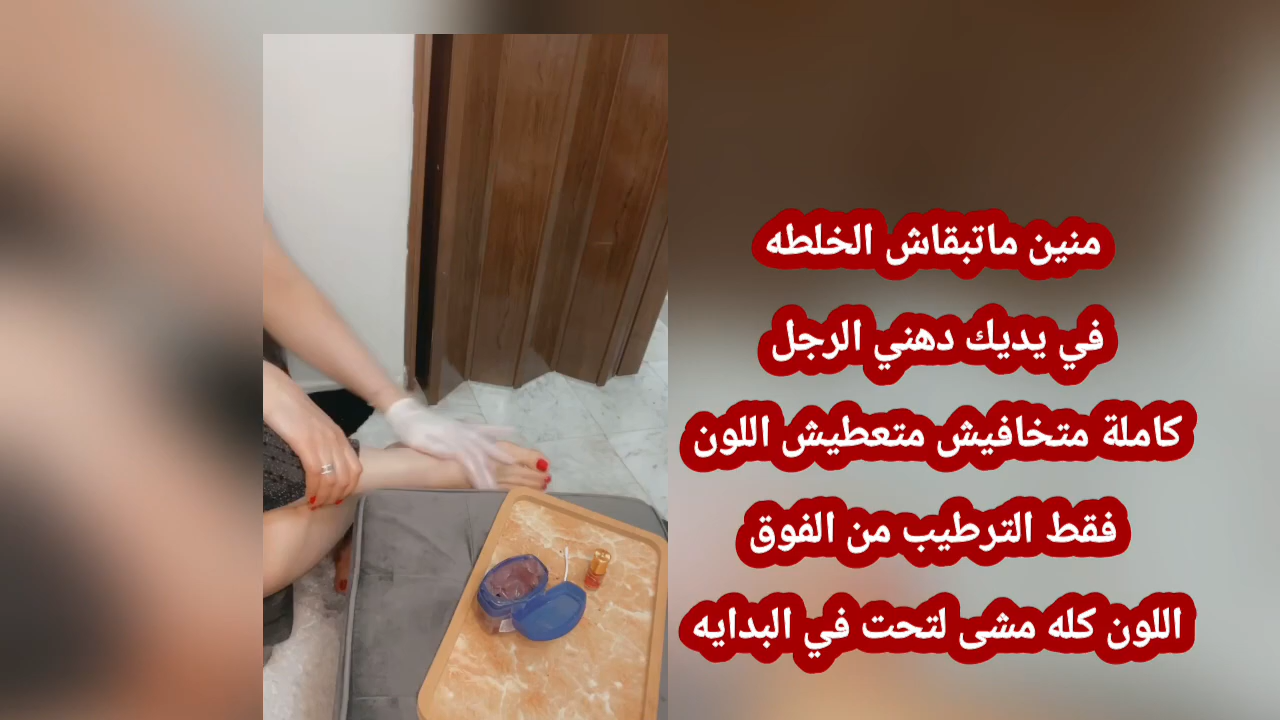 منين ماتبقاش الخلطه
في يديك دهني الرجل
كاملة متخافيش متعطيش اللون
فقط الترطيب من الفوق
اللون كله مشى لتحت في البدايه